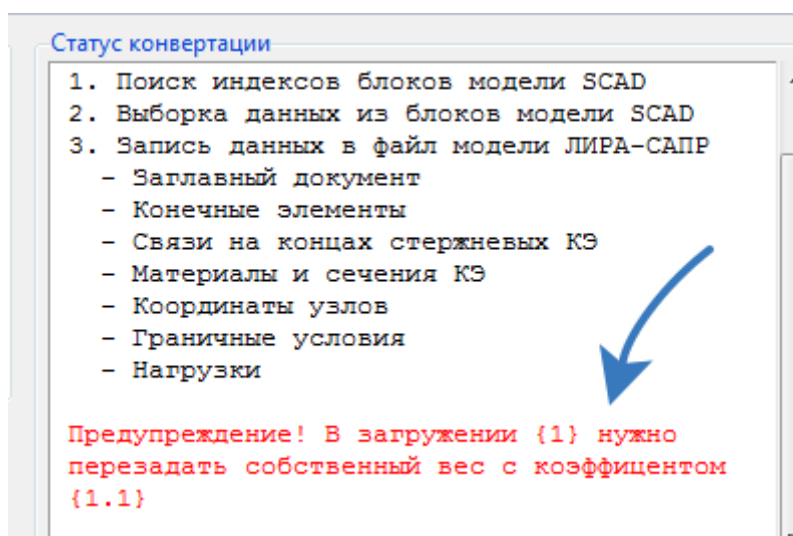 Статус конвертации
1. Поиск индексов блоков модели SCAD
2. Выборка данных из блоков модели SCAD
3. Запись данных в файл модели ЛИРА-САПР
- Заглавный документ
- Конечные элементы
- Связи на концах стержневых КЭ
- Материалы и сечения КЭ
- Координаты узлов
- Граничные условия
- Нагрузки
Предупреждение! В загружении {1} нужно
перезадать собственный вес с коэффицентом
{1.1}